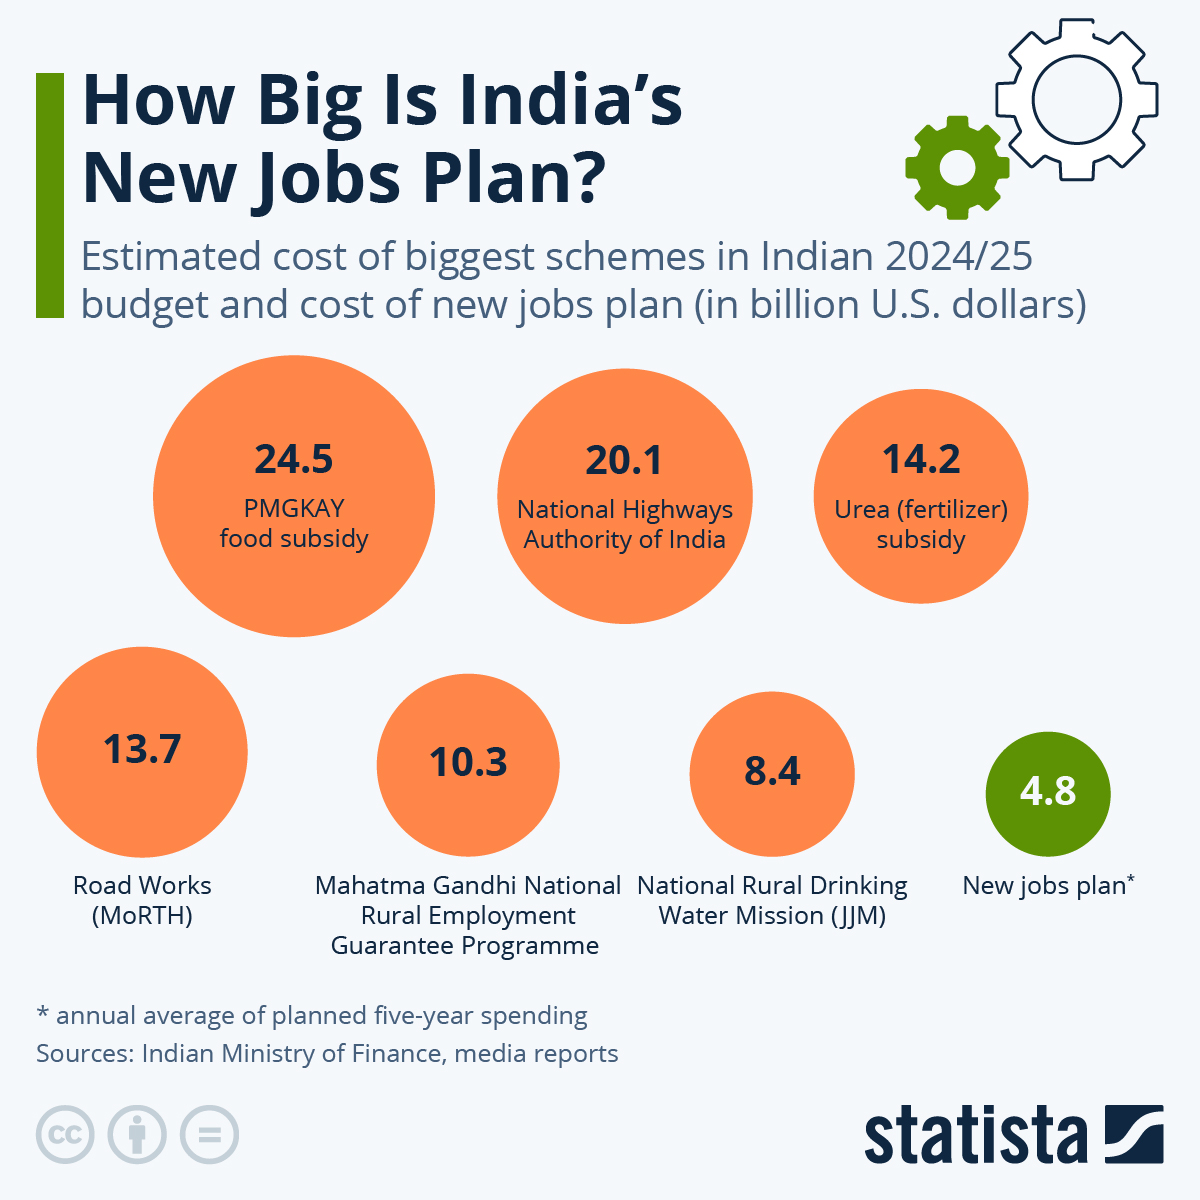 How Big Is India’s
New Jobs Plan?
Estimated cost of biggest schemes in Indian 2024/25
budget and cost of new jobs plan (in billion U.S. dollars)
24.5
PMGKAY
food subsidy
20.1
National Highways
Authority of India
14.2
Urea (fertilizer)
subsidy
13.7
Road Works
(MoRTH)
10.3
Mahatma Gandhi National
Rural Employment
Guarantee Programme
8.4
National Rural Drinking
Water Mission (JJM)
4.8
New jobs plan*
* annual average of planned five-year spending
Sources: Indian Ministry of Finance, media reports
cc
statista